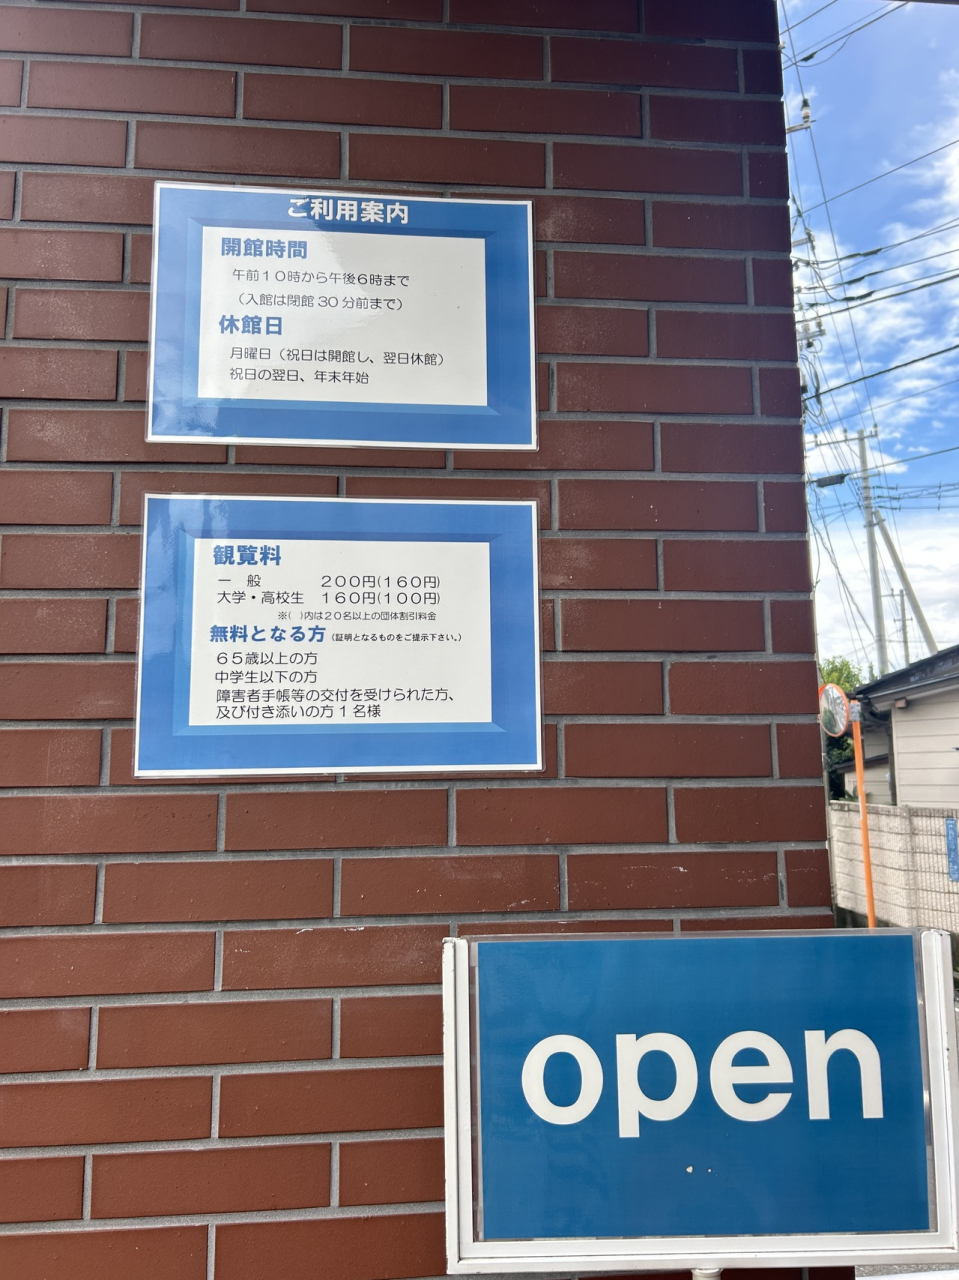 ご利用案内
開館時間
午前10時から午後6時まで
（入館は閉館30分前まで）
休館日
月曜日（祝日は開館し、翌日休館）
祝日の翌日、年末年始
観覧料
一　般　　　200円(160円)
大学・高校生　160円(100円)
※(　)内は20名以上の団体割引料金
無料となる方（証明となるものをご提示下さい。）
65歳以上の方
中学生以下の方
障害者手帳等の交付を受けられた方、
及び付き添いの方1名様
open